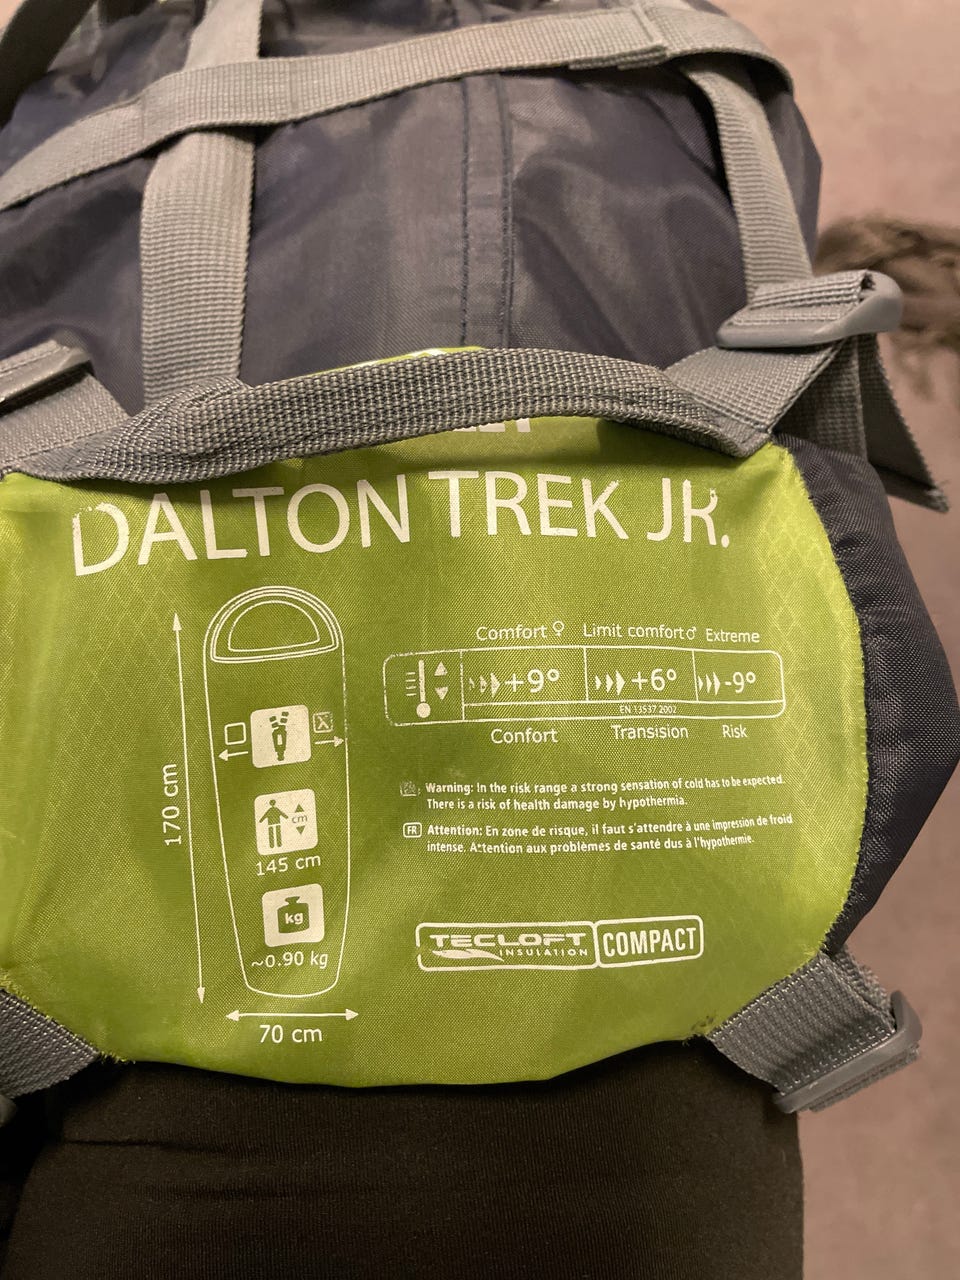 DALTON TREK JR.
Comfort ♀ Limit comfort♂ Extreme
+9° +6° -9°
EN 13537 2002
Confort Transision Risk
170 cm
cm
145 cm
kg
~0.90 kg
70 cm
Warning: In the risk range a strong sensation of cold has to be expected.
There is a risk of health damage by hypothermia.
FR Attention: En zone de risque, il faut s'attendre à une impression de froid
intense. Attention aux problèmes de santé dus à l'hypothermie.
TECLOFT INSULATION COMPACT